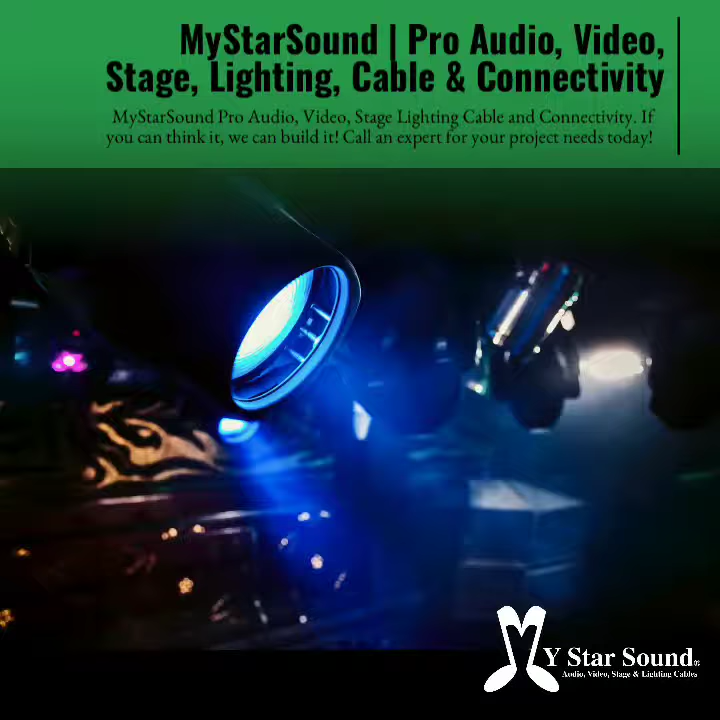 MyStarSound | Pro Audio, Video,
Stage, Lighting, Cable & Connectivity
MyStarSound Pro Audio, Video, Stage Lighting Cable and Connectivity. If
you can think it, we can build it! Call an expert for your project needs today!
MY Star Sound
Audio, Video, Stage & Lighting Cables